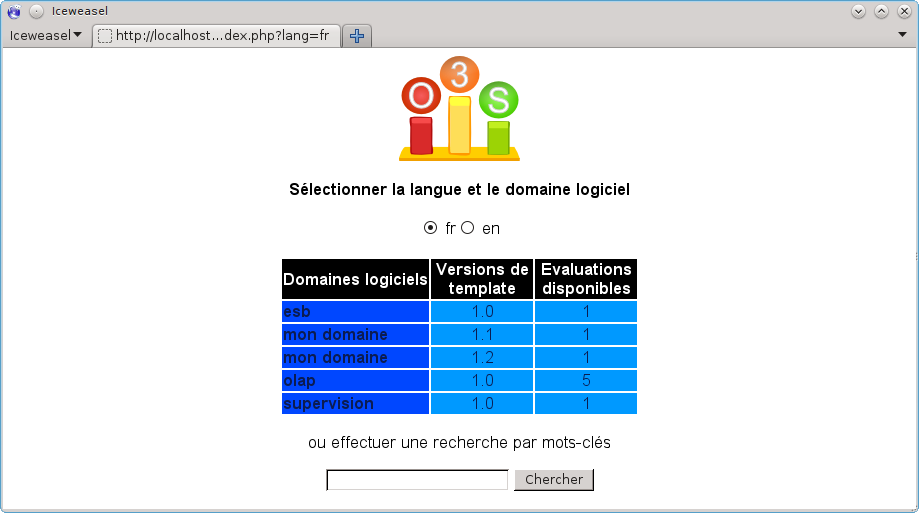 Iceweasel
Iceweasel http://localhost...dex.php?lang=fr
O 3 S
Sélectionner la langue et le domaine logiciel
fr en
Domaines logiciels Versions de template Evaluations disponibles
esb 1.0 1
mon domaine 1.1 1
mon domaine 1.2 1
olap 1.0 5
supervision 1.0 1
ou effectuer une recherche par mots-clés
Chercher